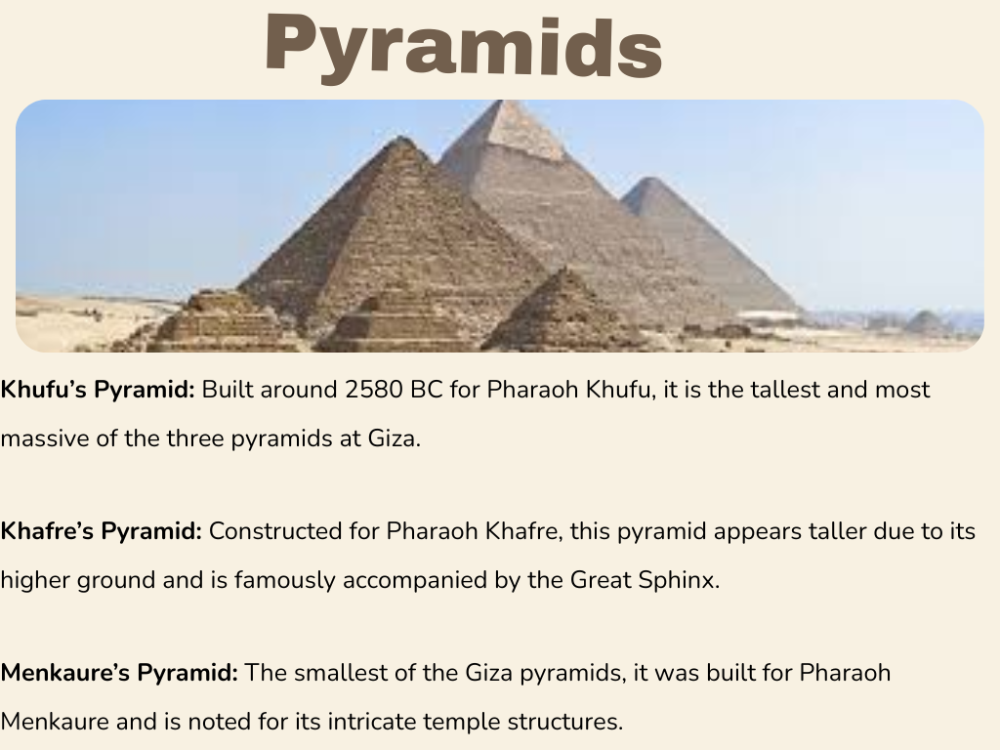 Pyramids
Khufu’s Pyramid: Built around 2580 BC for Pharaoh Khufu, it is the tallest and most
massive of the three pyramids at Giza.
Khafre’s Pyramid: Constructed for Pharaoh Khafre, this pyramid appears taller due to its
higher ground and is famously accompanied by the Great Sphinx.
Menkaure’s Pyramid: The smallest of the Giza pyramids, it was built for Pharaoh
Menkaure and is noted for its intricate temple structures.